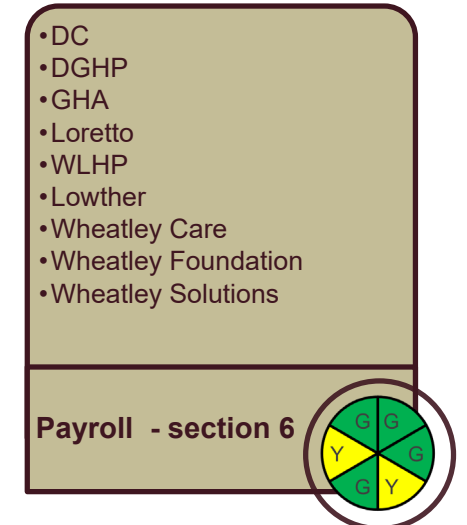 •DC
•DGHP
•GHA
•Loretto
•WLHP
•Lowther
•Wheatley Care
•Wheatley Foundation
•Wheatley Solutions
Payroll - section 6
G G
Y G
G Y